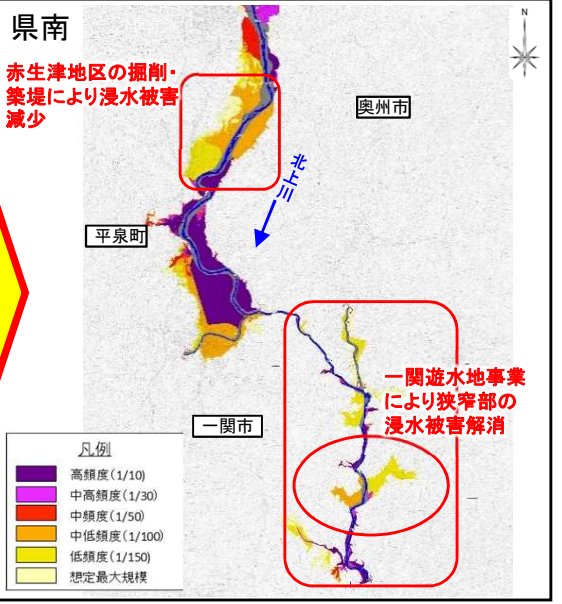 県南
赤生津地区の掘削・
築堤により浸水被害
減少
N
奥州市
北上川
平泉町
一関遊水地事業
により狭窄部の
浸水被害解消
一関市
凡例
高頻度(1/10)
中高頻度(1/30)
中頻度(1/50)
中低頻度(1/100)
低頻度(1/150)
想定最大規模